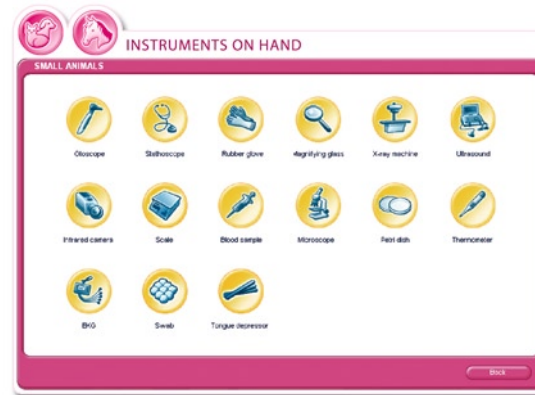 INSTRUMENTS ON HAND
SMALL ANIMALS
Otoscope Stethoscope Rubber glove Magnifying glass X-ray machine Ultrasound
Infrared camera Scale Blood sample Microscope Petri dish Thermometer
EKG Swab Tongue depressor
Back